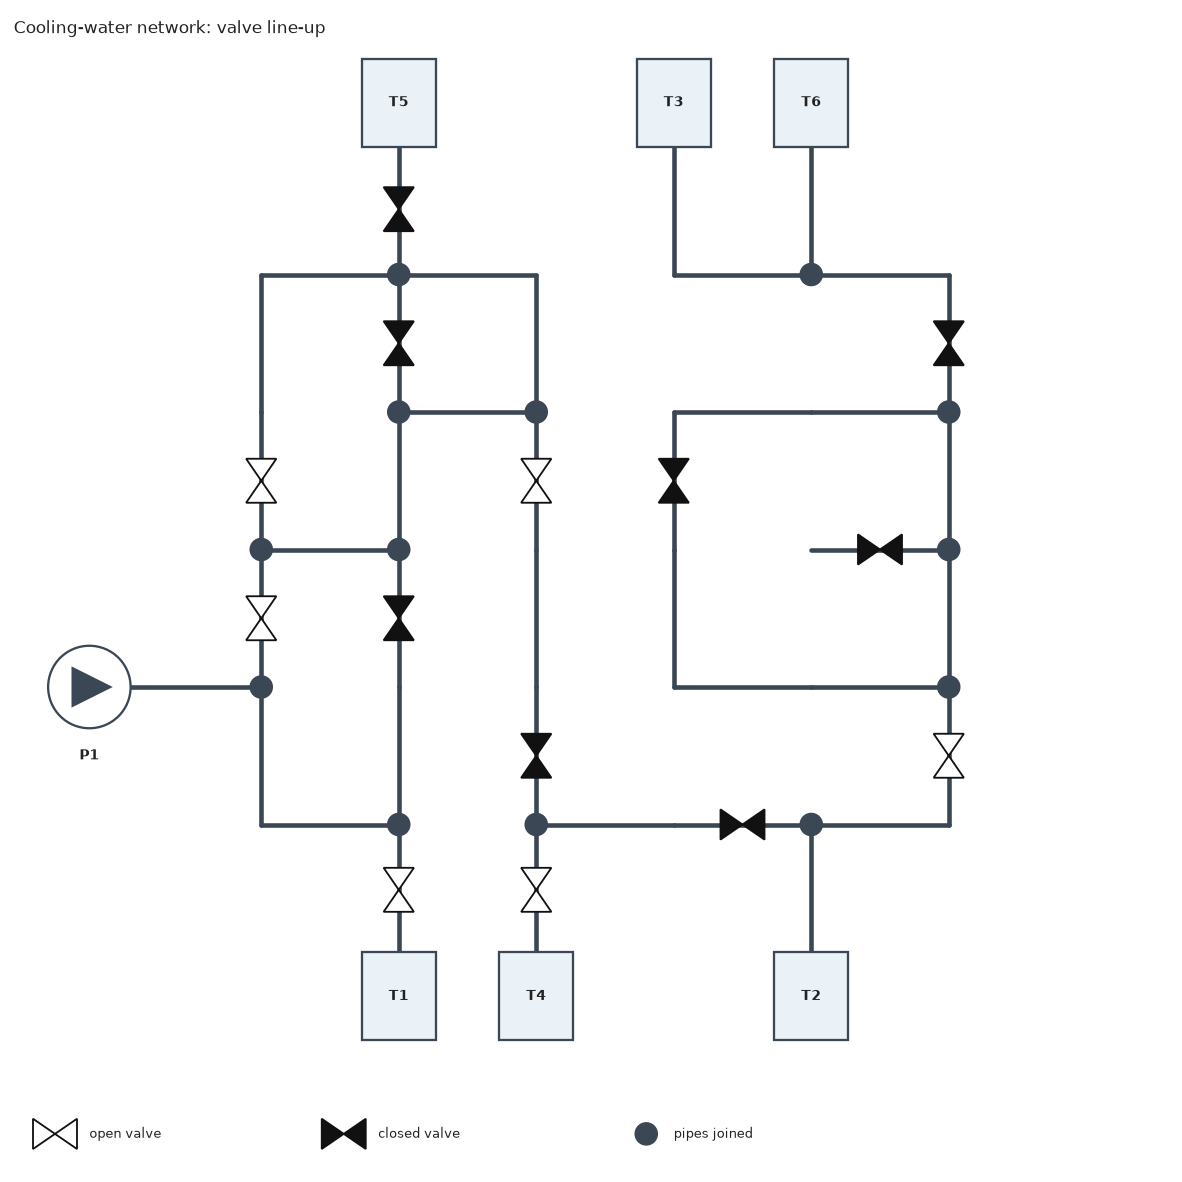 Cooling-water network: valve line-up
T5
T3
T6
P1
T1
T4
T2
open valve
closed valve
pipes joined